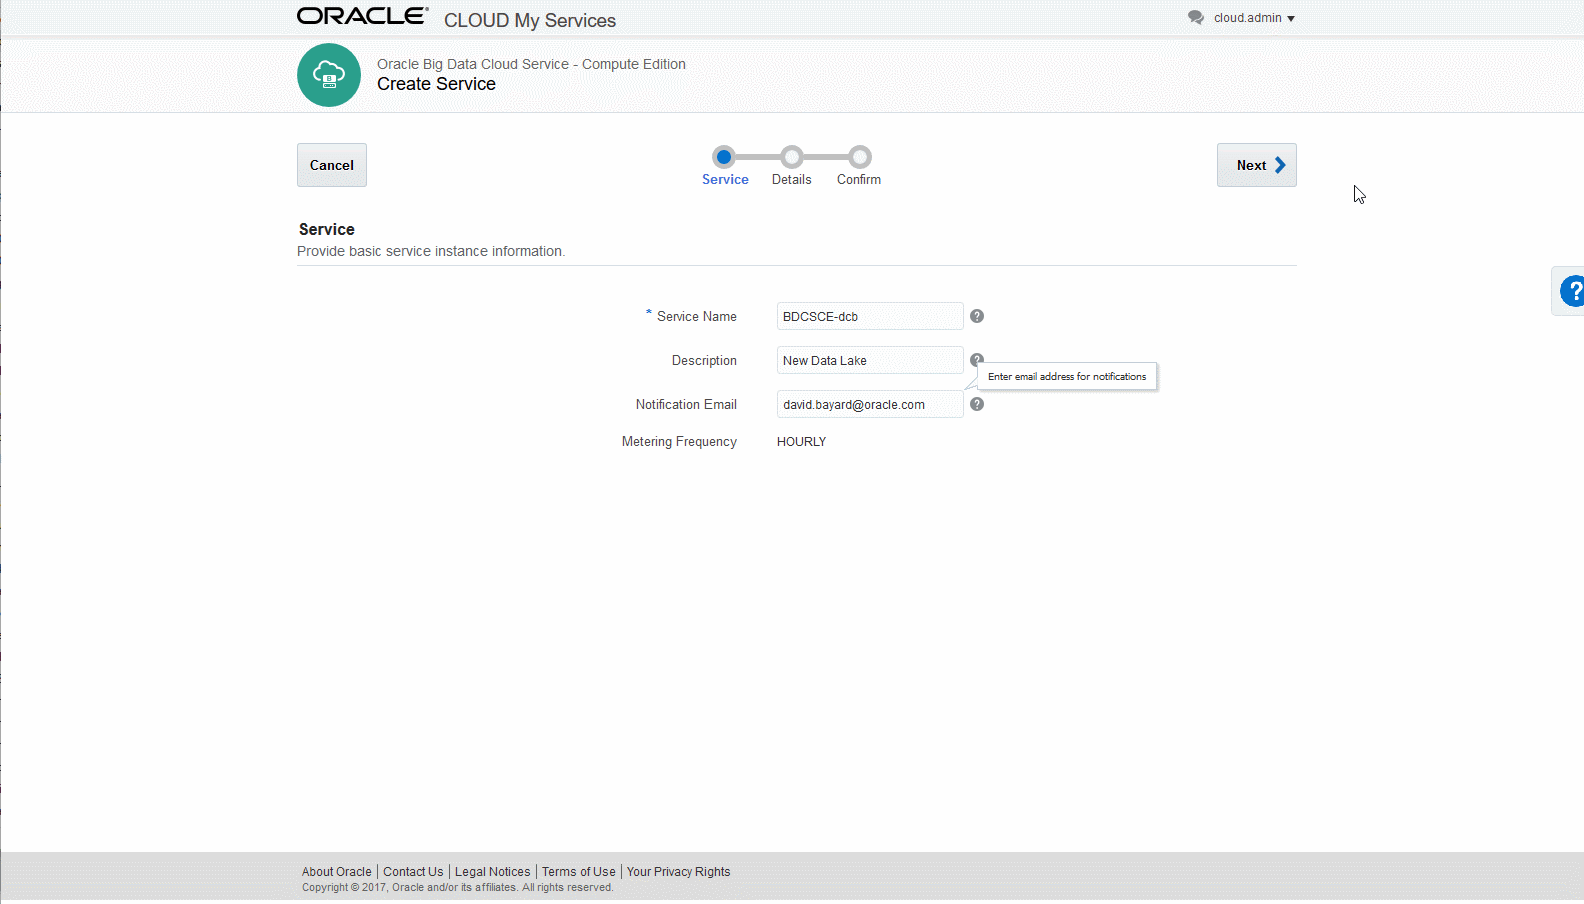 ORACLE® CLOUD My Services
cloud.admin
Oracle Big Data Cloud Service - Compute Edition
Create Service
Cancel
Service Details Confirm
Next
Service
Provide basic service instance information.
* Service Name BDCSCE-dcb ?
Description New Data Lake ?
Enter email address for notifications
Notification Email david.bayard@oracle.com ?
Metering Frequency HOURLY
?
About Oracle | Contact Us | Legal Notices | Terms of Use | Your Privacy Rights
Copyright © 2017, Oracle and/or its affiliates. All rights reserved.